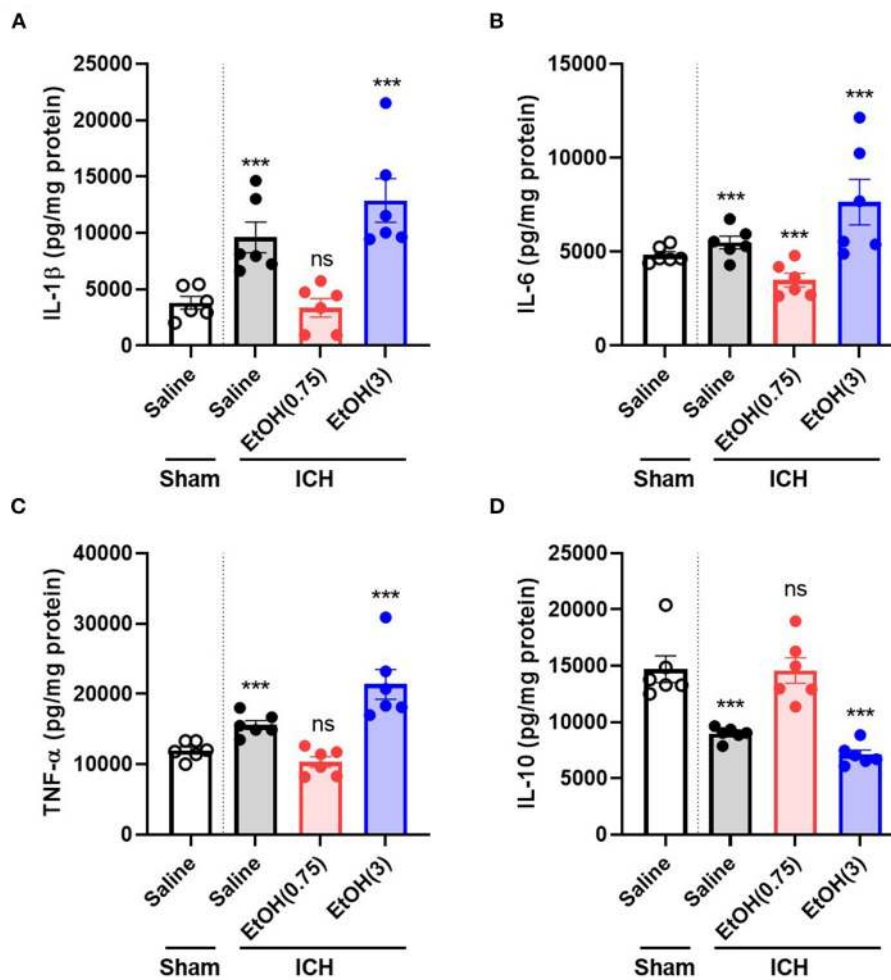 A
IL-1β (pg/mg protein)
25000
20000
15000
10000
5000
0
***
ns
***
Saline
Saline
EtOH(0.75)
EtOH(3)
Sham
ICH
B
IL-6 (pg/mg protein)
15000
10000
5000
0
***
***
***
Saline
Saline
EtOH(0.75)
EtOH(3)
Sham
ICH
C
TNF-α (pg/mg protein)
40000
30000
20000
10000
0
***
ns
***
Saline
Saline
EtOH(0.75)
EtOH(3)
Sham
ICH
D
IL-10 (pg/mg protein)
25000
20000
15000
10000
5000
0
***
ns
***
Saline
Saline
EtOH(0.75)
EtOH(3)
Sham
ICH